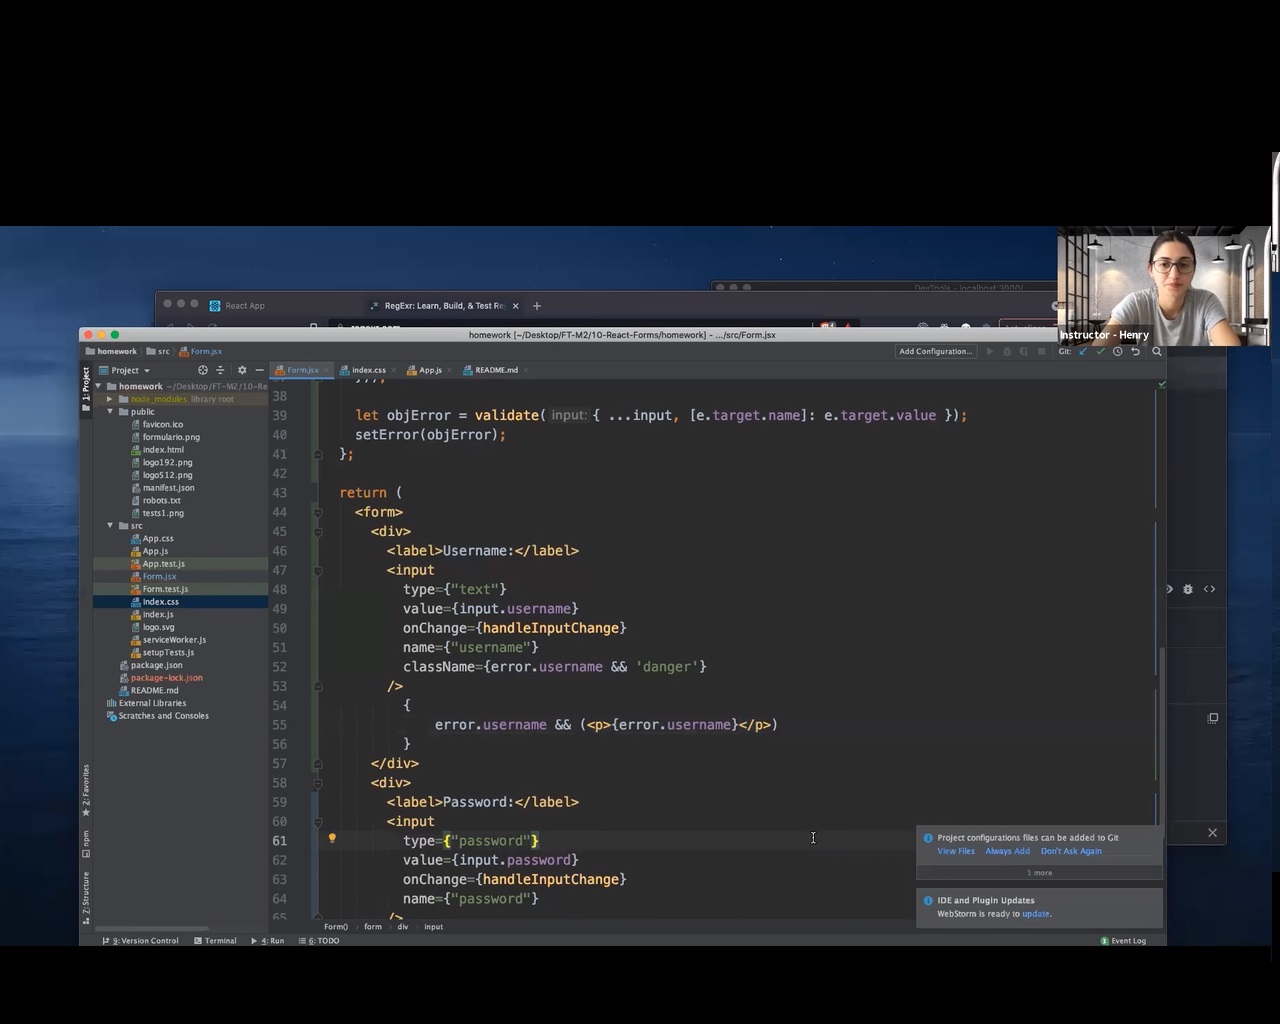 DevTools - localhost:3000/
React App
RegExr: Learn, Build, & Test Re
homework [~/Desktop/FT-M2/10-React-Forms/homework] - .../src/Form.jsx
Instructor - Henry
homework
src
Form.jsx
Add Configuration...
Git:
Project
Form.jsx
index.css
App.js
README.md
1: Project
homework ~/Desktop/FT-M2/10-Re
node_modules library root
public
favicon.ico
formulario.png
index.html
logo192.png
logo512.png
manifest.json
robots.txt
tests1.png
src
App.css
App.js
App.test.js
Form.jsx
Form.test.js
index.css
index.js
logo.svg
serviceWorker.js
setupTests.js
package.json
package-lock.json
README.md
External Libraries
Scratches and Consoles
2: Favorites
npm
7: Structure
38
39 let objError = validate( input: { ...input, [e.target.name]: e.target.value });
40 setError(objError);
41 };
42
43 return (
44 <form>
45 <div>
46 <label>Username:</label>
47 <input
48 type={"text"}
49 value={input.username}
50 onChange={handleInputChange}
51 name={"username"}
52 className={error.username && 'danger'}
53 />
54 {
55 error.username && (<p>{error.username}</p>)
56 }
57 </div>
58 <div>
59 <label>Password:</label>
60 <input
61 type={"password"}
62 value={input.password}
63 onChange={handleInputChange}
64 name={"password"}
65 />
Project configurations files can be added to Git
View Files Always Add Don't Ask Again
1 more
IDE and Plugin Updates
WebStorm is ready to update.
Form() form div input
9: Version Control
Terminal
4: Run
6: TODO
1 Event Log